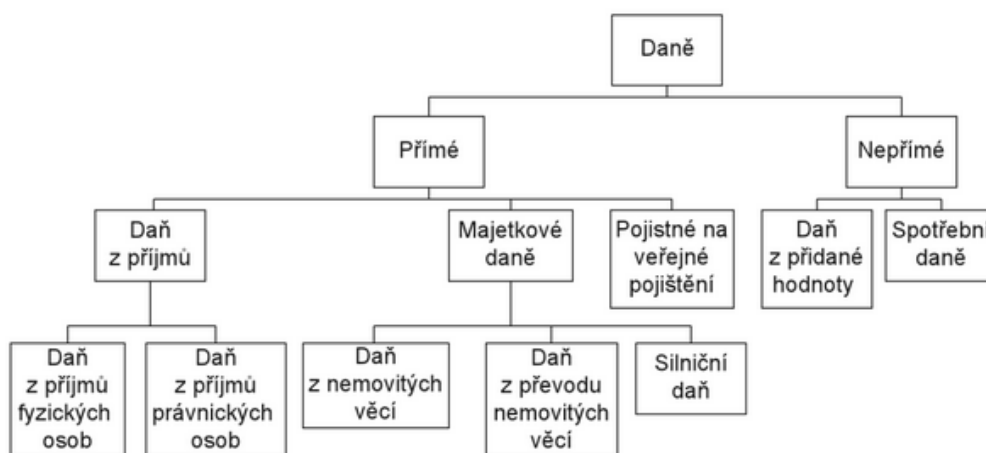 Daně
Přímé
Nepřímé
Daň
z příjmů
Majetkové
daně
Pojistné na
veřejné
pojištění
Daň
z přidané
hodnoty
Spotřební
daně
Daň
z příjmů
fyzických
osob
Daň
z příjmů
právnických
osob
Daň
z nemovitých
věcí
Daň
z převodu
nemovitých
věcí
Silniční
daň